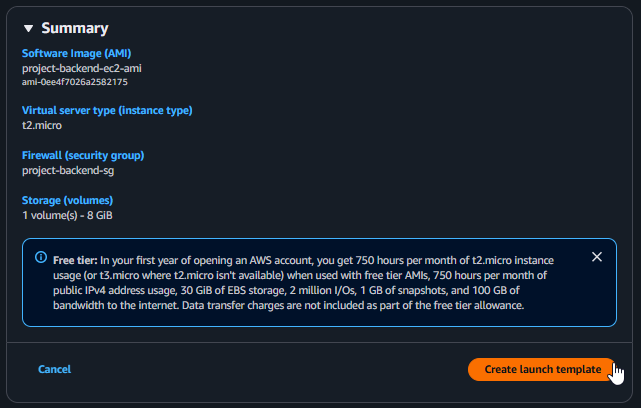 Summary
Software Image (AMI)
project-backend-ec2-ami
ami-0ee4f7026a2582175
Virtual server type (instance type)
t2.micro
Firewall (security group)
project-backend-sg
Storage (volumes)
1 volume(s) - 8 GiB
Free tier: In your first year of opening an AWS account, you get 750 hours per month of t2.micro instance
usage (or t3.micro where t2.micro isn't available) when used with free tier AMIs, 750 hours per month of
public IPv4 address usage, 30 GiB of EBS storage, 2 million I/Os, 1 GB of snapshots, and 100 GB of
bandwidth to the internet. Data transfer charges are not included as part of the free tier allowance.
Cancel
Create launch template